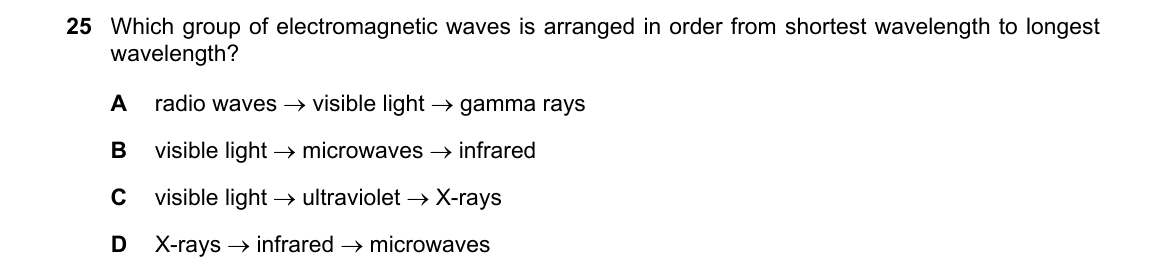 25 Which group of electromagnetic waves is arranged in order from shortest wavelength to longest
wavelength?
A radio waves → visible light → gamma rays
B visible light → microwaves → infrared
C visible light → ultraviolet → X-rays
D X-rays → infrared → microwaves